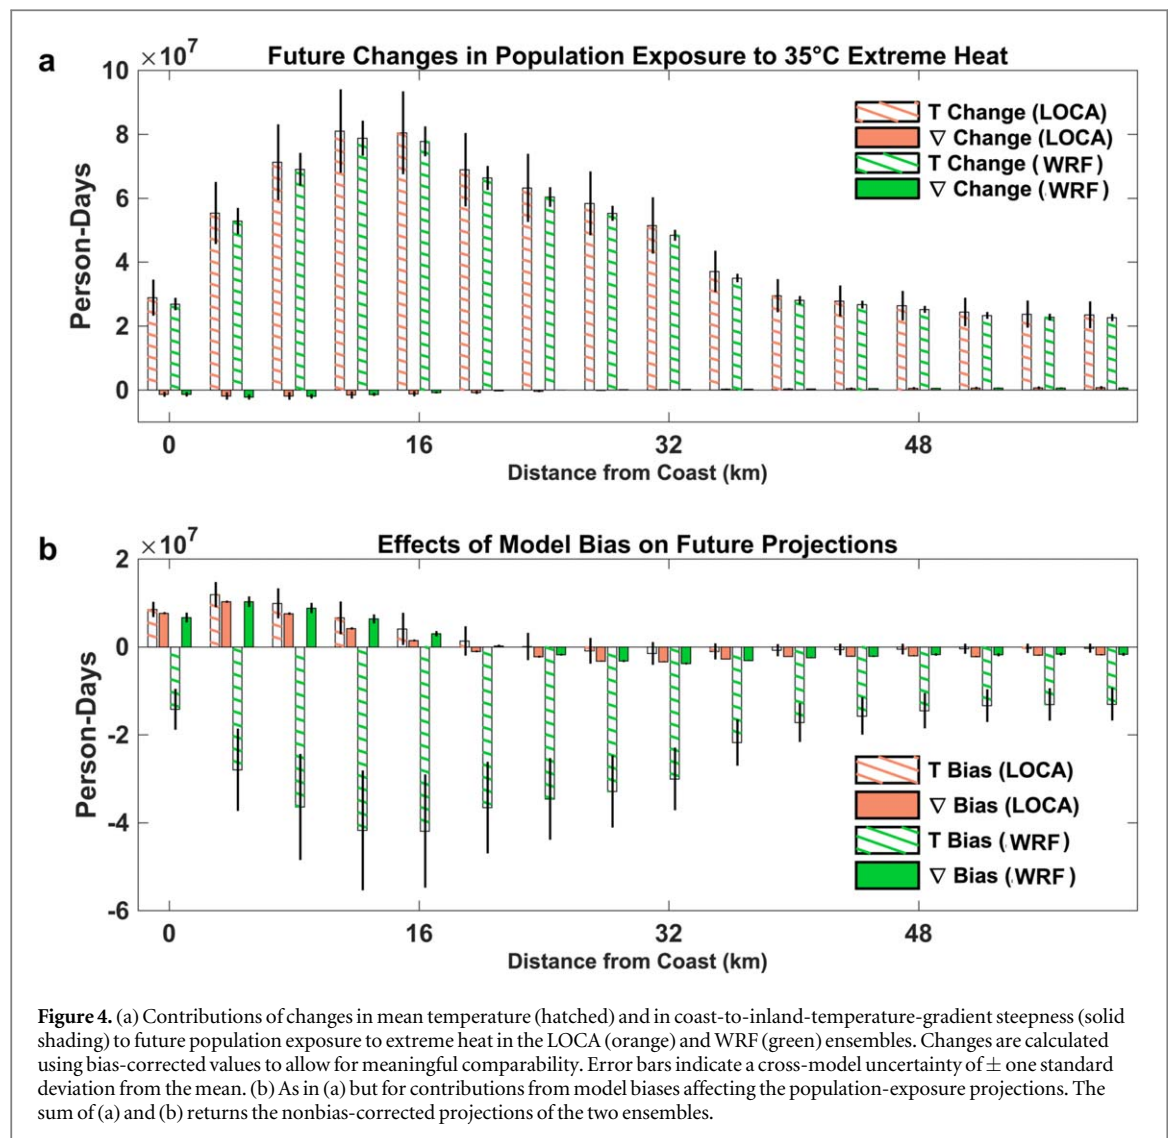 a
×10⁷
Future Changes in Population Exposure to 35°C Extreme Heat
10
8
6
4
2
0
Person-Days
T Change (LOCA)
∇ Change (LOCA)
T Change (WRF)
∇ Change (WRF)
0 16 32 48
Distance from Coast (km)
b
×10⁷
Effects of Model Bias on Future Projections
2
0
-2
-4
-6
Person-Days
T Bias (LOCA)
∇ Bias (LOCA)
T Bias (WRF)
∇ Bias (WRF)
0 16 32 48
Distance from Coast (km)
Figure 4. (a) Contributions of changes in mean temperature (hatched) and in coast-to-inland-temperature-gradient steepness (solid
shading) to future population exposure to extreme heat in the LOCA (orange) and WRF (green) ensembles. Changes are calculated
using bias-corrected values to allow for meaningful comparability. Error bars indicate a cross-model uncertainty of ± one standard
deviation from the mean. (b) As in (a) but for contributions from model biases affecting the population-exposure projections. The
sum of (a) and (b) returns the nonbias-corrected projections of the two ensembles.